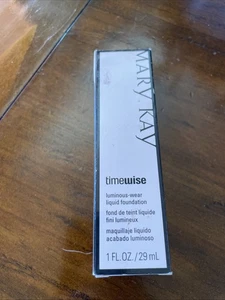 MARY KAY
timewise
luminous-wear
liquid foundation
fond de teint liquide
fini lumineux
maquillaje líquido
acabado luminoso
1 FL. OZ. / 29 mL